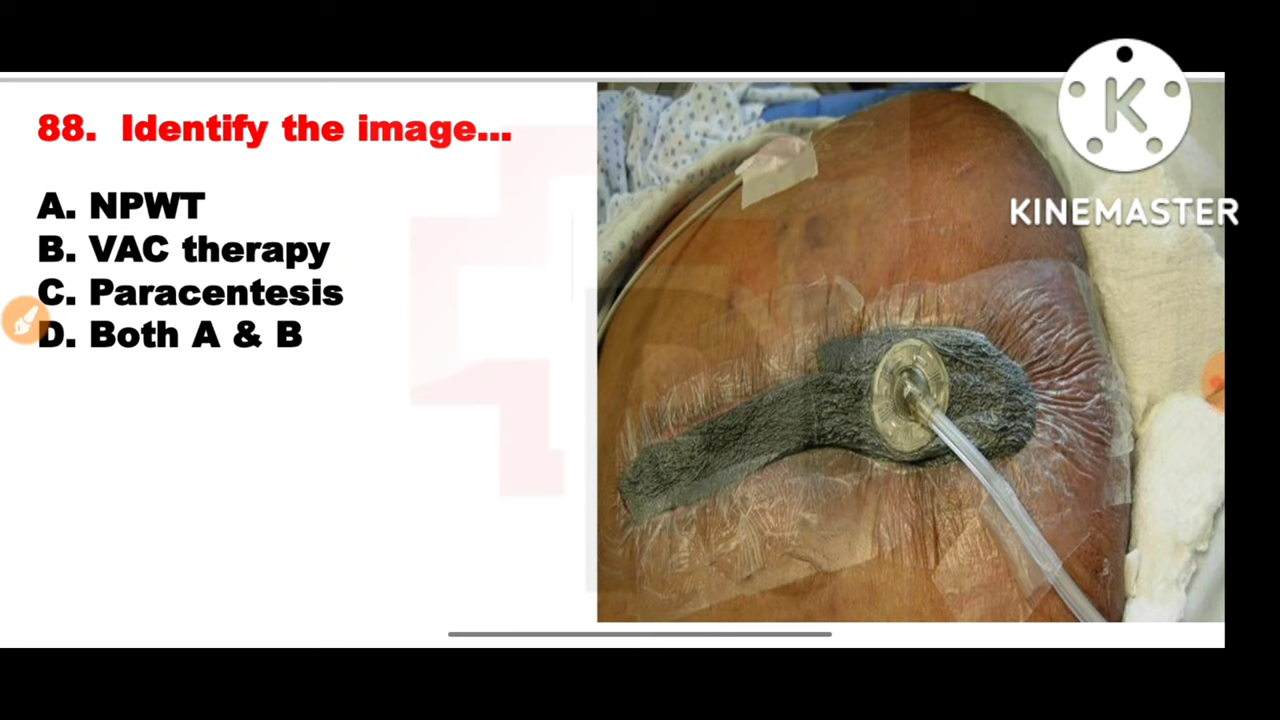 88. Identify the image...
A. NPWT
B. VAC therapy
C. Paracentesis
D. Both A & B
K
KINEMASTER